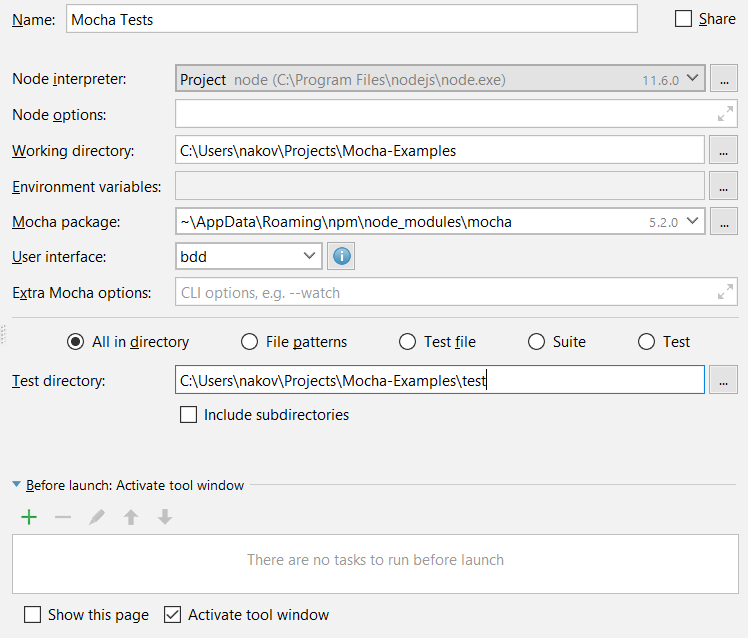 Name: Mocha Tests Share
Node interpreter: Project node (C:\Program Files\nodejs\node.exe) 11.6.0 ...
Node options:
Working directory: C:\Users\nakov\Projects\Mocha-Examples ...
Environment variables: ...
Mocha package: ~\AppData\Roaming\npm\node_modules\mocha 5.2.0 ...
User interface: bdd i
Extra Mocha options: CLI options, e.g. --watch
All in directory File patterns Test file Suite Test
Test directory: C:\Users\nakov\Projects\Mocha-Examples\test ...
Include subdirectories
Before launch: Activate tool window
There are no tasks to run before launch
Show this page Activate tool window